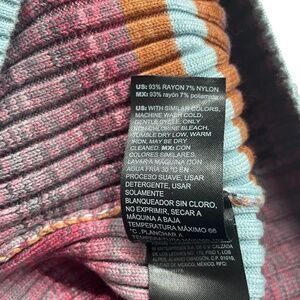 US: 93% RAYON 7% NYLON
MX: 93% rayón 7% poliamida
US: WITH SIMILAR COLORS,
MACHINE WASH COLD,
GENTLE CYCLE, ONLY
NON-CHLORINE BLEACH,
TUMBLE DRY LOW, WARM
IRON, MAY BE DRY
CLEANED. MX: CON
COLORES SIMILARES,
LAVAR A MÁQUINA CON
AGUA FRÍA 30 °C EN
PROCESO SUAVE, USAR
DETERGENTE, USAR
SOLAMENTE
BLANQUEADOR SIN CLORO,
NO EXPRIMIR, SECAR A
MÁQUINA A BAJA
TEMPERATURA MÁXIMO 66
°C, PLANCHAR A